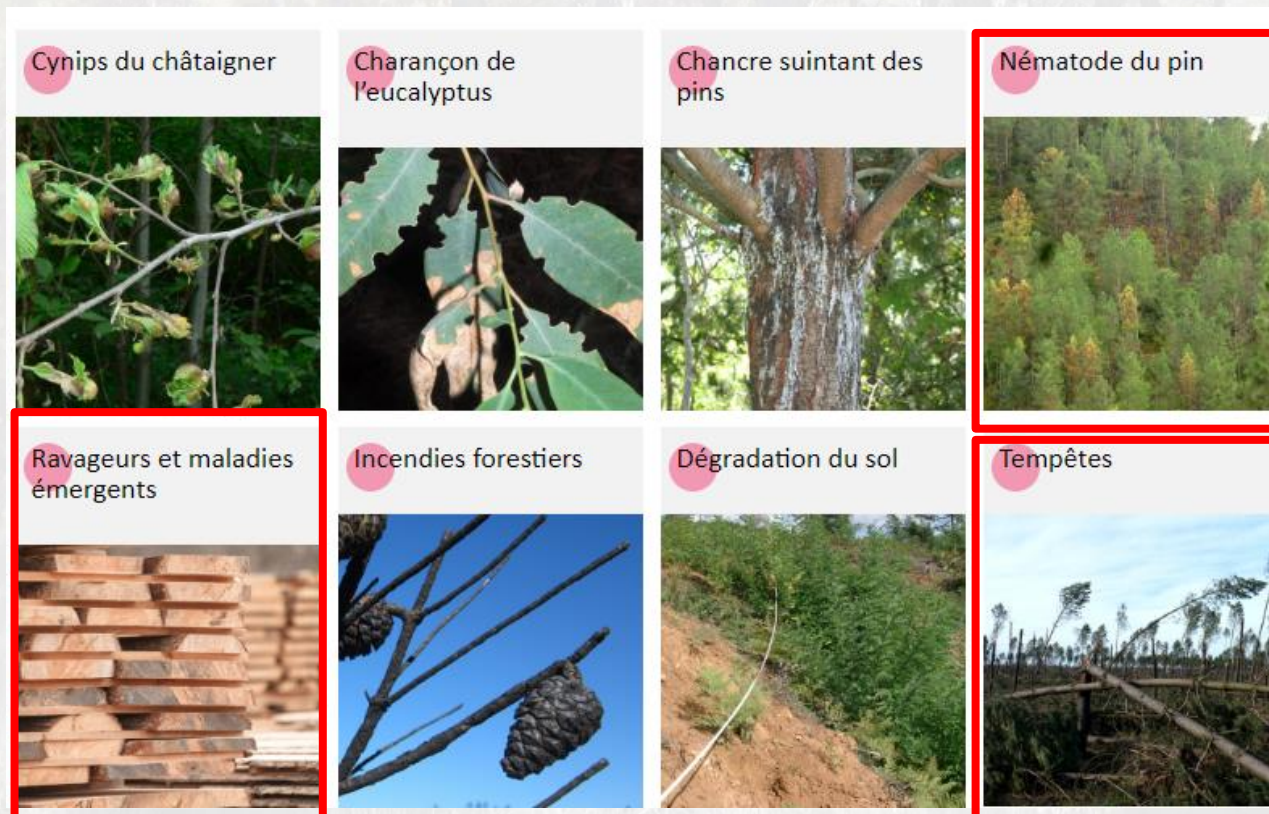 Cynips du châtaigner
Charançon de
l'eucalyptus
Chancre suintant des
pins
Nématode du pin
Ravageurs et maladies
émergents
Incendies forestiers
Dégradation du sol
Tempêtes